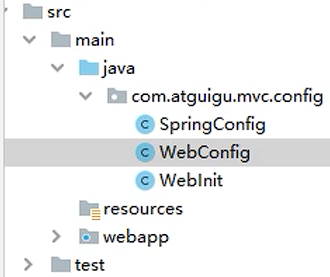 src
main
java
com.atguigu.mvc.config
SpringConfig
WebConfig
WebInit
resources
webapp
test